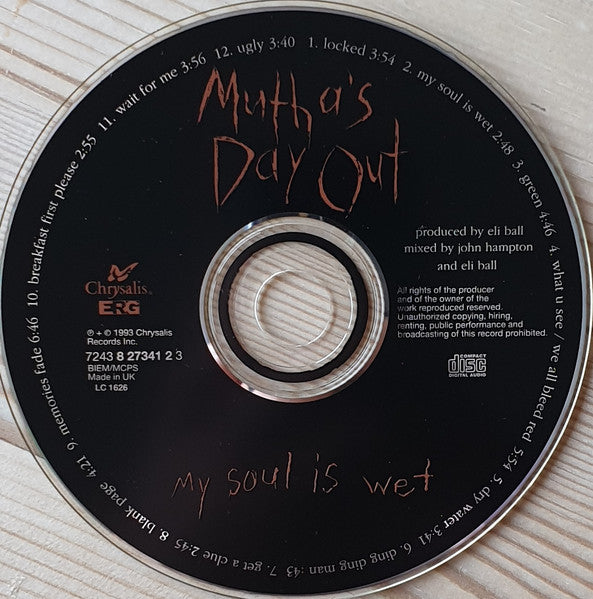 Mutha's
Day Out
1. locked 3:54 2. my soul is wet 2:48 3. green 4:46 4. what u see / we all bleed red 5:54 5. dry water 3:41 6. ding ding man :43 7. get a clue 2:45 8. blank page 4:21 9. memories fade 6:46 10. breakfast first please 2:55 11. wait for me 3:56 12. ugly 3:40
produced by eli ball
mixed by john hampton
and eli ball
Chrysalis®
ERG
℗ + © 1993 Chrysalis
Records Inc.
7243 8 27341 2 3
BIEM/MCPS
Made in UK
LC 1626
All rights of the producer
and of the owner of the
work reproduced reserved.
Unauthorized copying, hiring,
renting, public performance and
broadcasting of this record prohibited.
COMPACT
disc
DIGITAL AUDIO
my soul is wet